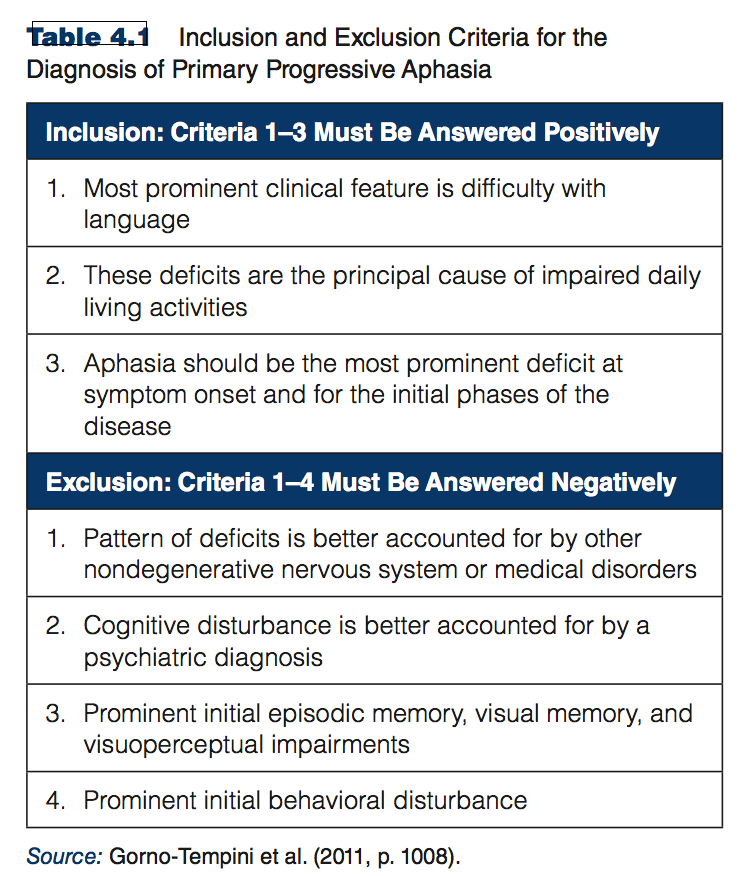 Table 4.1 Inclusion and Exclusion Criteria for the
Diagnosis of Primary Progressive Aphasia
Inclusion: Criteria 1–3 Must Be Answered Positively
1. Most prominent clinical feature is difficulty with
language
2. These deficits are the principal cause of impaired daily
living activities
3. Aphasia should be the most prominent deficit at
symptom onset and for the initial phases of the
disease
Exclusion: Criteria 1–4 Must Be Answered Negatively
1. Pattern of deficits is better accounted for by other
nondegenerative nervous system or medical disorders
2. Cognitive disturbance is better accounted for by a
psychiatric diagnosis
3. Prominent initial episodic memory, visual memory, and
visuoperceptual impairments
4. Prominent initial behavioral disturbance
Source: Gorno-Tempini et al. (2011, p. 1008).